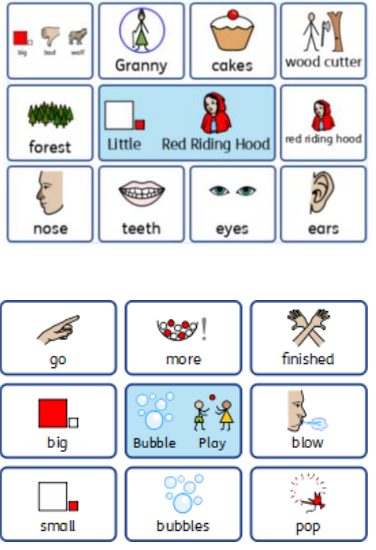 big bad wolf
Granny
cakes
wood cutter
forest
Little Red Riding Hood
red riding hood
nose
teeth
eyes
ears
go
more
finished
big
Bubble Play
blow
small
bubbles
pop